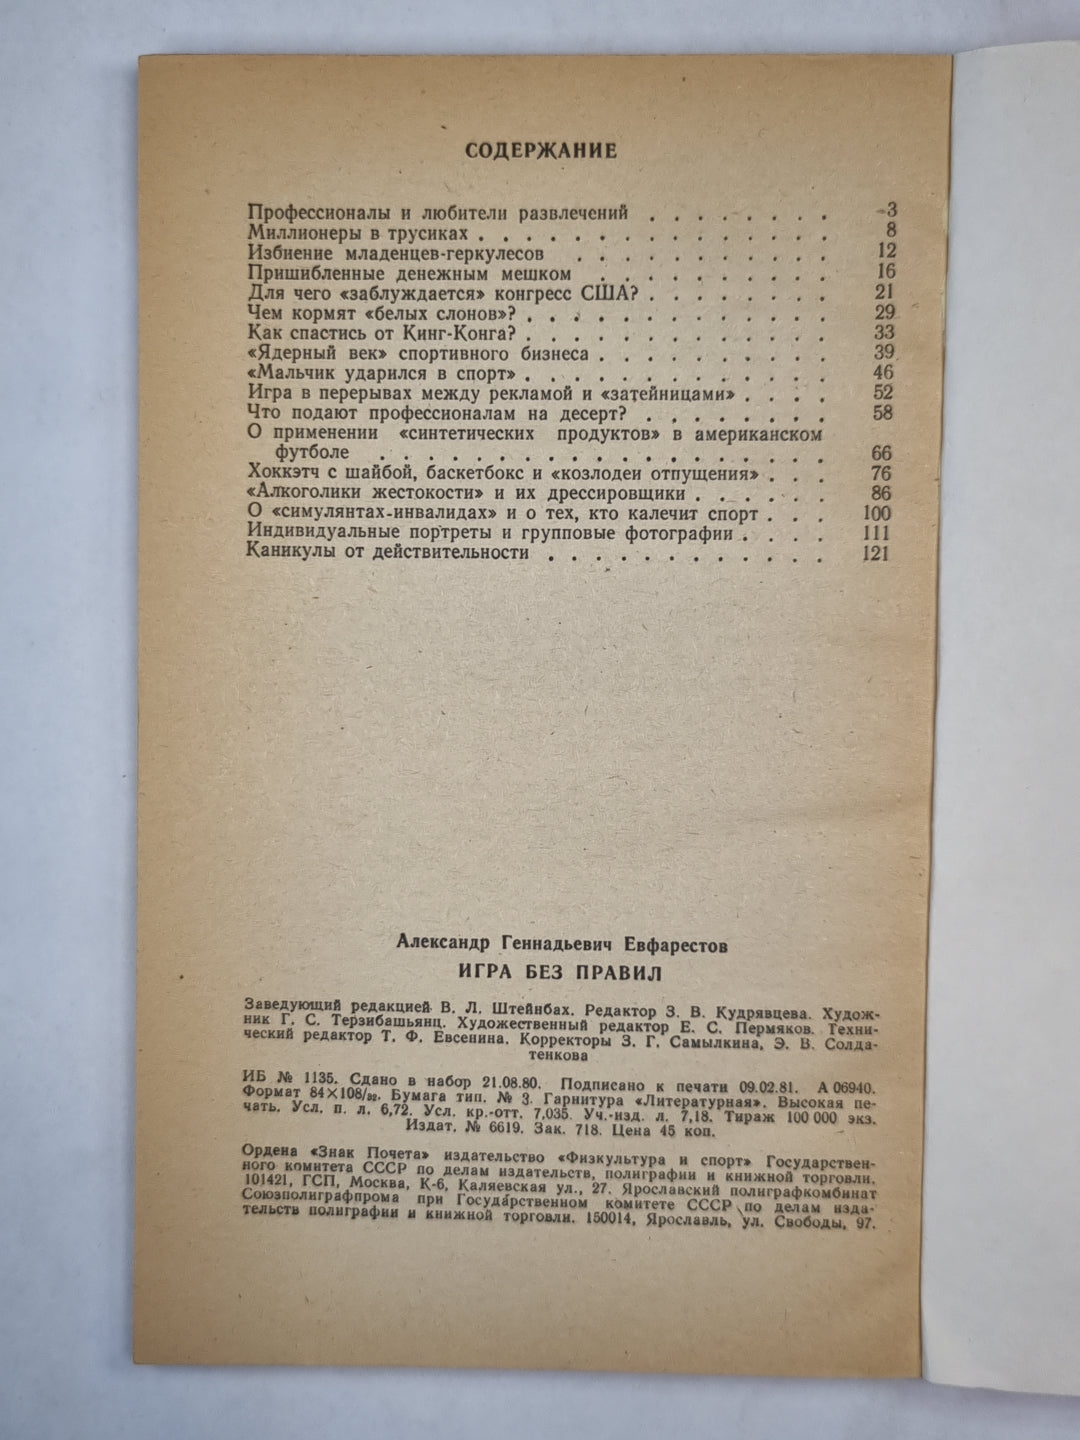 СОДЕРЖАНИЕ
Профессионалы и любители развлечений . . . . . . . . 3
Миллионеры в трусиках . . . . . . . . . . . . . . . 8
Избиение младенцев-геркулесов . . . . . . . . . . . 12
Пришибленные денежным мешком . . . . . . . . . . 16
Для чего «заблуждается» конгресс США? . . . . . . . . 21
Чем кормят «белых слонов»? . . . . . . . . . . . . . 29
Как спастись от Кинг-Конга? . . . . . . . . . . . . . 33
«Ядерный век» спортивного бизнеса . . . . . . . . . . 39
«Мальчик ударился в спорт» . . . . . . . . . . . . . 46
Игра в перерывах между рекламой и «затейницами» . . . . 52
Что подают профессионалам на десерт? . . . . . . . . 58
О применении «синтетических продуктов» в американском
футболе . . . . . . . . . . . . . . . . . . 66
Хоккэтч с шайбой, баскетбокс и «козлодеи отпущения» . . . 76
«Алкоголики жестокости» и их дрессировщики . . . . . . 86
О «симулянтах-инвалидах» и о тех, кто калечит спорт . . . 100
Индивидуальные портреты и групповые фотографии . . . . 111
Каникулы от действительности . . . . . . . . . . . . 121
Александр Геннадьевич Евфарестов
ИГРА БЕЗ ПРАВИЛ
Заведующий редакцией В. Л. Штейнбах. Редактор З. В. Кудрявцева. Худож-
ник Г. С. Терзибашьянц. Художественный редактор Е. С. Пермяков. Техни-
ческий редактор Т. Ф. Евсенина. Корректоры З. Г. Самылкина, Э. В. Солда-
тенкова
ИБ № 1135. Сдано в набор 21.08.80. Подписано к печати 09.02.81. А 06940.
Формат 84×108/₃₂. Бумага тип. № 3. Гарнитура «Литературная». Высокая пе-
чать. Усл. п. л. 6,72. Усл. кр.-отт. 7,035. Уч.-изд. л. 7,18. Тираж 100 000 экз.
Издат. № 6619. Зак. 718. Цена 45 коп.
Ордена «Знак Почета» издательство «Физкультура и спорт» Государствен-
ного комитета СССР по делам издательств, полиграфии и книжной торговли.
101421, ГСП, Москва, К-6, Каляевская ул., 27. Ярославский полиграфкомбинат
Союзполиграфпрома при Государственном комитете СССР по делам изда-
тельств полиграфии и книжной торговли. 150014, Ярославль, ул. Свободы, 97.